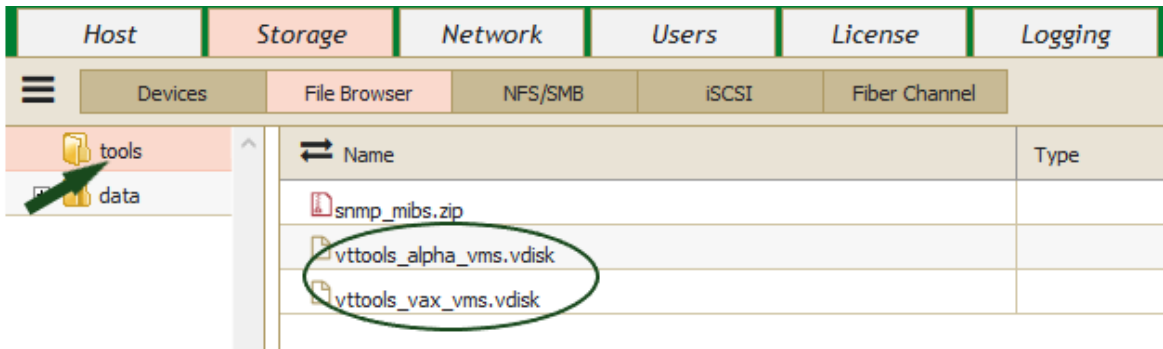 Host Storage Network Users License Logging
Devices File Browser NFS/SMB iSCSI Fiber Channel
tools
data
Name Type
snmp_mibs.zip
vttools_alpha_vms.vdisk
vttools_vax_vms.vdisk